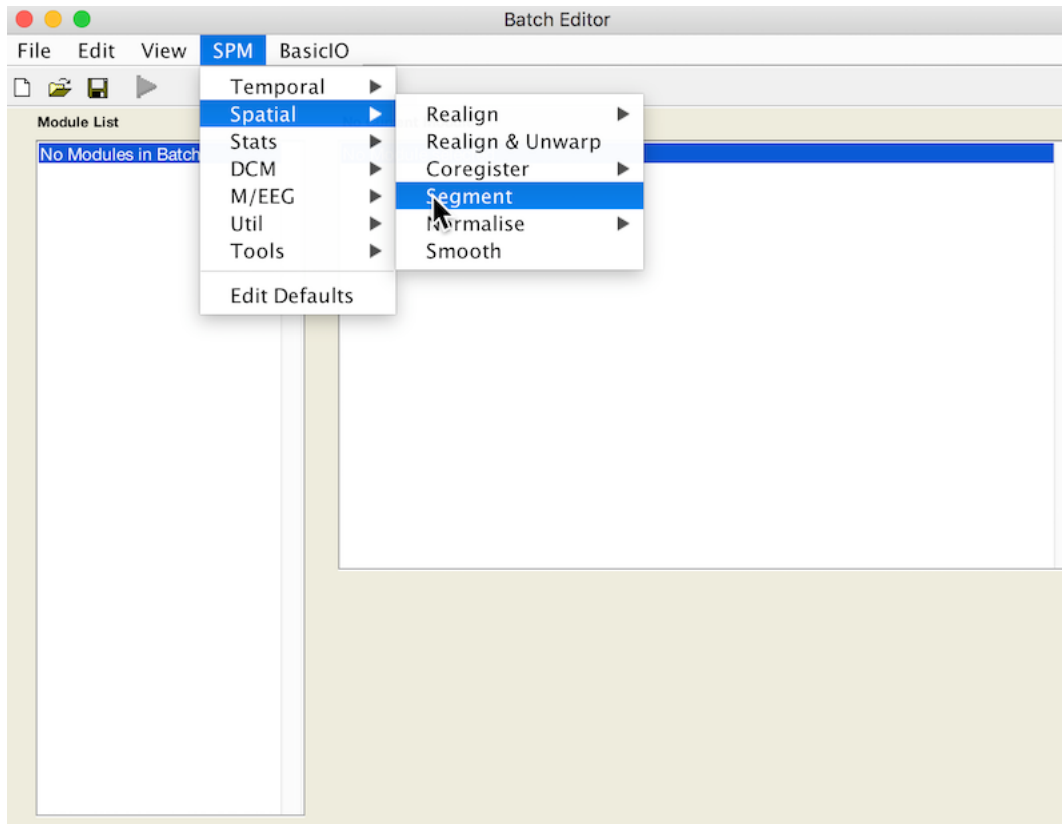 Batch Editor
File Edit View SPM BasicIO
Temporal
Module List
Spatial
Realign
No Modules in Batch
Stats
Realign & Unwarp
DCM
Coregister
M/EEG
Segment
Util
Normalise
Tools
Smooth
Edit Defaults